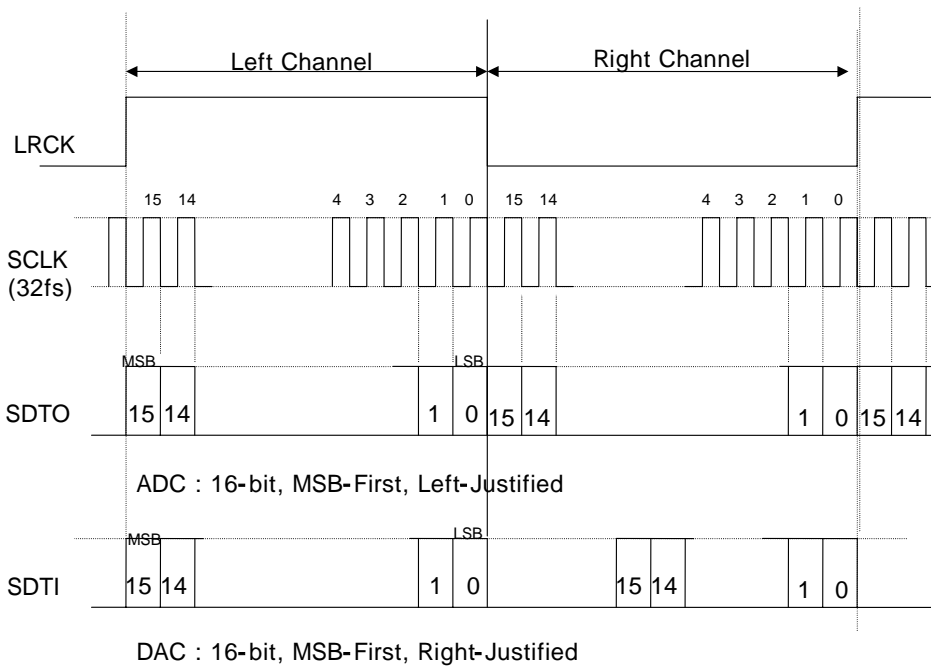 Left Channel Right Channel
LRCK
15 14 4 3 2 1 0 15 14 4 3 2 1 0
SCLK
(32fs)
MSB LSB
SDTO 15 14 1 0 15 14 1 0 15 14
ADC : 16-bit, MSB-First, Left-Justified
MSB LSB
SDTI 15 14 1 0 15 14 1 0
DAC : 16-bit, MSB-First, Right-Justified